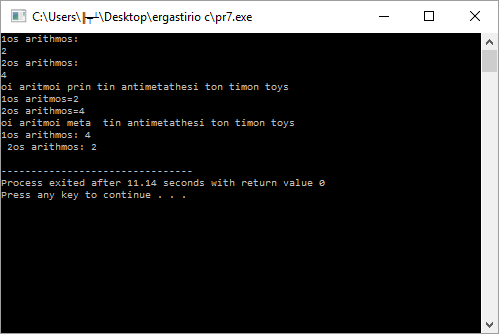 C:\Users\╠┬┴\Desktop\ergastirio c\pr7.exe
1os arithmos:
2
2os arithmos:
4
oi aritmoi prin tin antimetathesi ton timon toys
1os aritmos=2
2os arithmos=4
oi aritmoi meta  tin antimetathesi ton timon toys
1os arithmos: 4
 2os arithmos: 2
--------------------------------
Process exited after 11.14 seconds with return value 0
Press any key to continue . . .